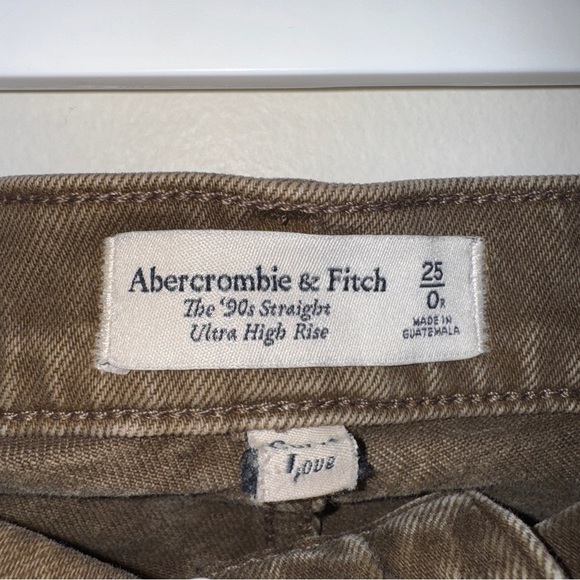 Abercrombie & Fitch
The '90s Straight
Ultra High Rise
25
0R
MADE IN
GUATEMALA
Love